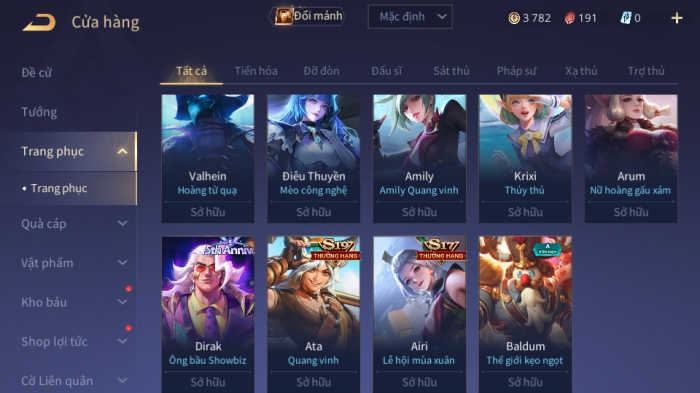 Cửa hàng
Đổi mảnh
Mặc định
3 782
191
0
Đề cử
Tướng
Trang phục
Trang phục
Quà cáp
Vật phẩm
Kho báu
Shop lợi tức
Cờ Liên quân
Tất cả
Tiến hóa
Đỡ đòn
Đấu sĩ
Sát thủ
Pháp sư
Xạ thủ
Trợ thủ
Valhein
Hoàng tử quạ
Sở hữu
Điêu Thuyền
Mèo công nghệ
Sở hữu
Amily
Amily Quang vinh
Sở hữu
Krixi
Thủy thủ
Sở hữu
Arum
Nữ hoàng gấu xám
Sở hữu
5th Anniv
Dirak
Ông bầu Showbiz
Sở hữu
S19
THƯỞNG HẠNG
Ata
Quang vinh
Sở hữu
S17
THƯỞNG HẠNG
Airi
Lễ hội mùa xuân
Sở hữu
Baldum
Thế giới kẹo ngọt
Sở hữu